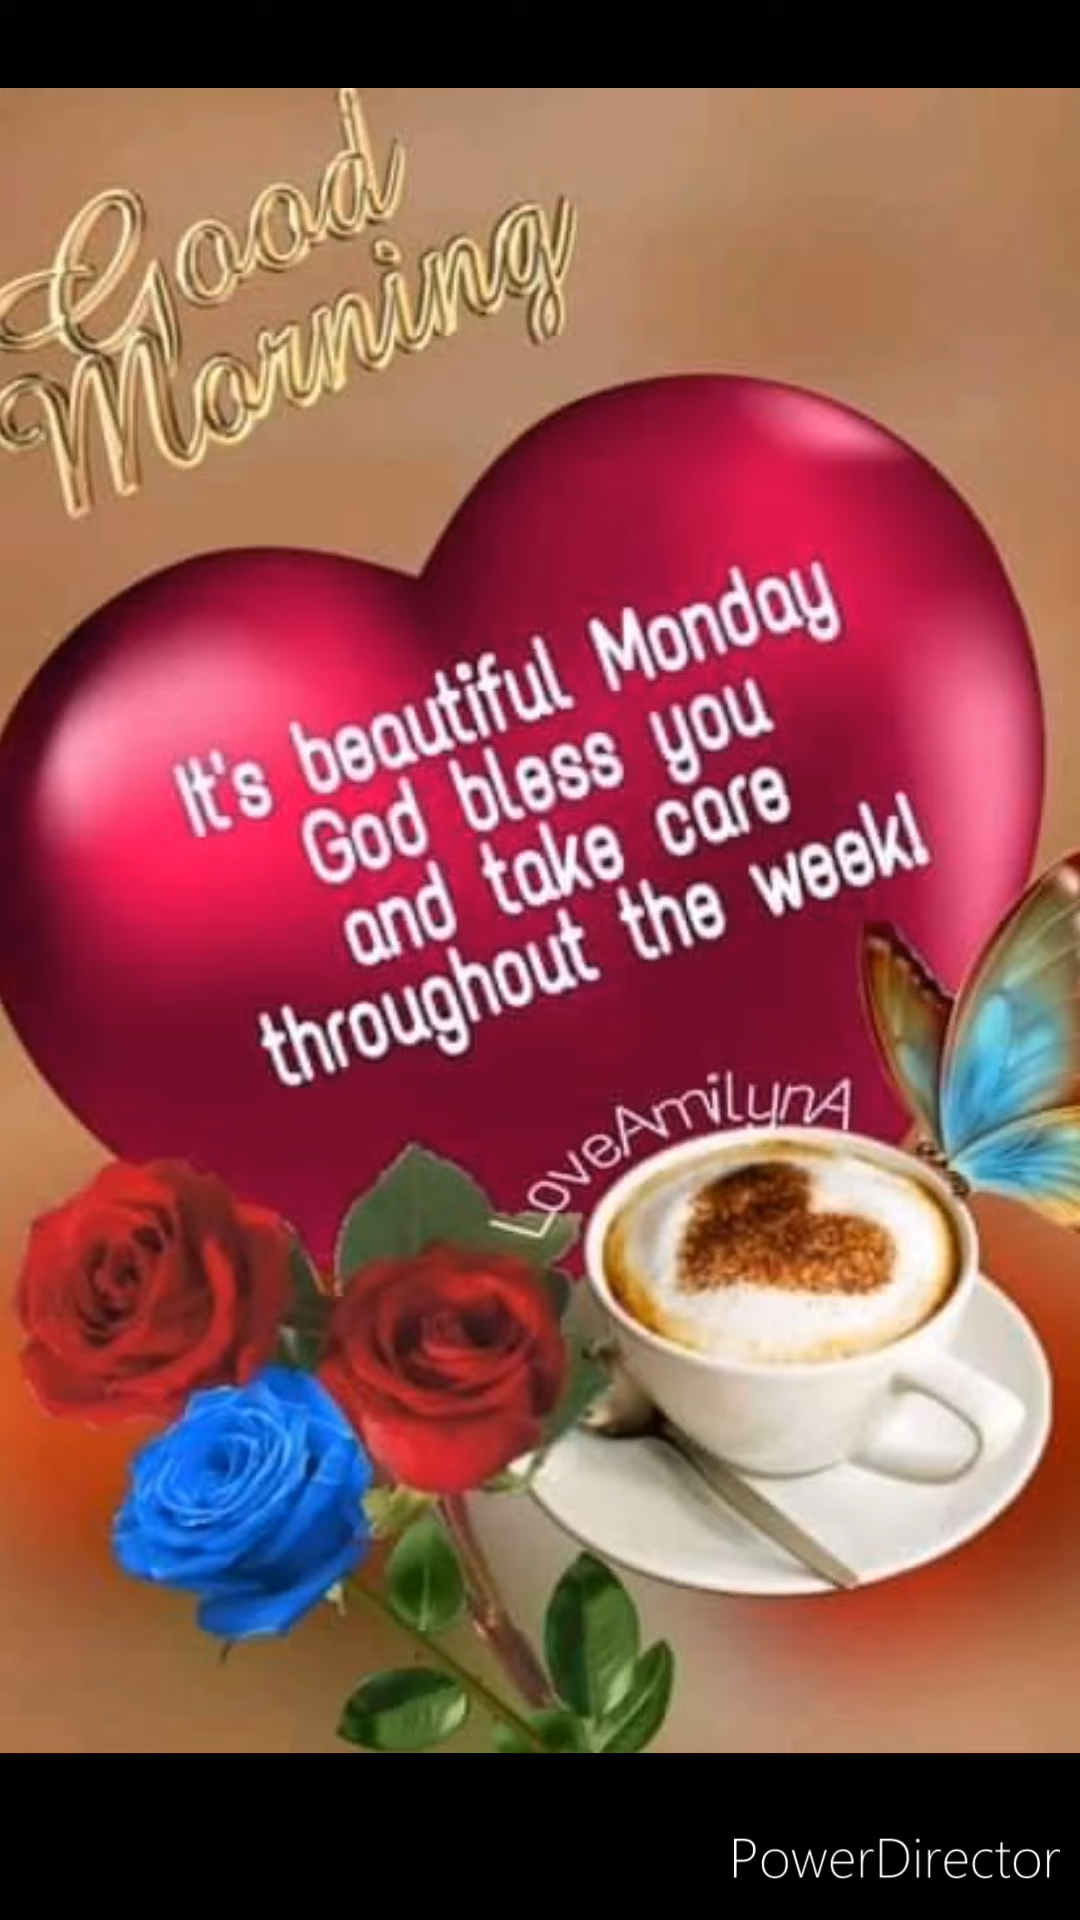 Good
Morning
It's beautiful Monday
God bless you
and take care
throughout the week!
LoveAmilynA
PowerDirector